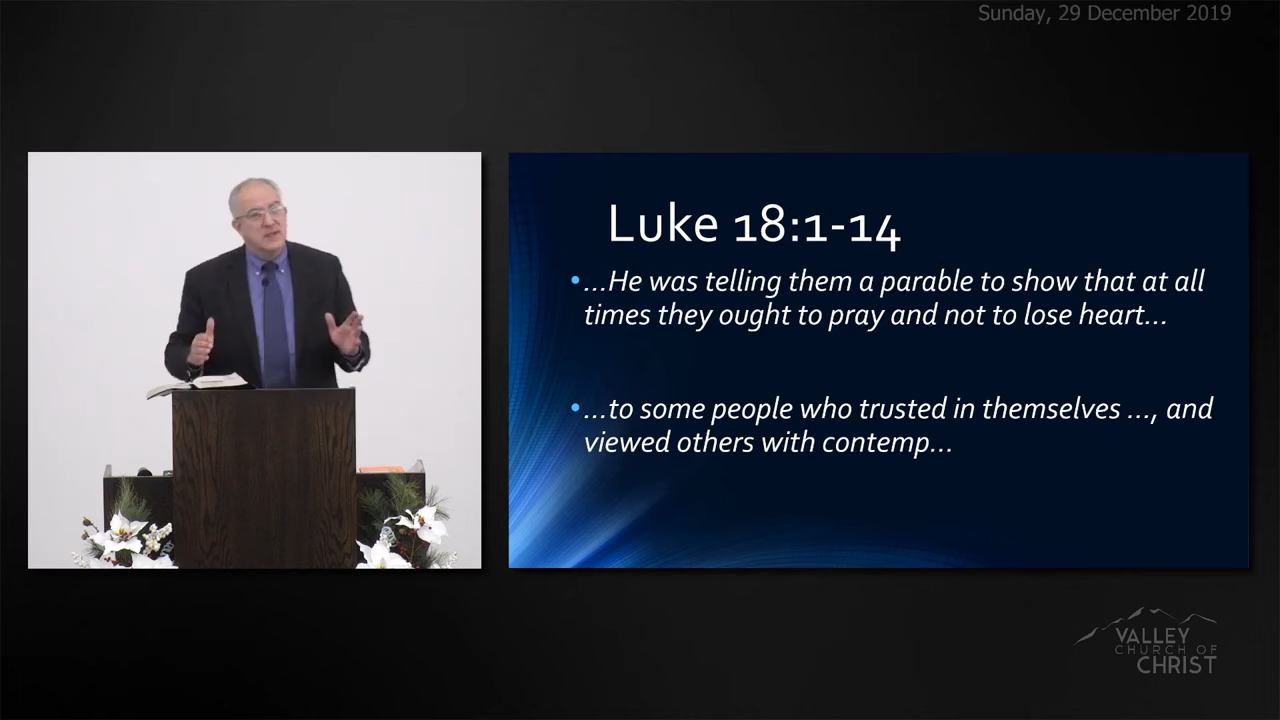 Sunday, 29 December 2019
Luke 18:1-14
•...He was telling them a parable to show that at all
times they ought to pray and not to lose heart...
•...to some people who trusted in themselves ..., and
viewed others with contemp...
VALLEY
CHURCH OF
CHRIST